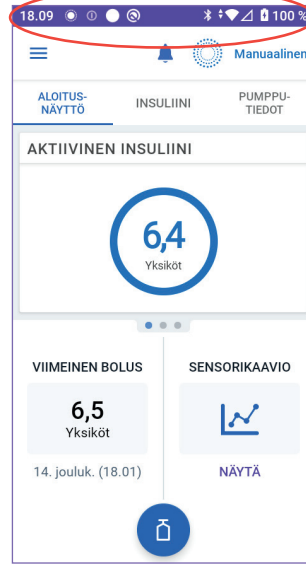 18.09 100 %
Manuaalinen
ALOITUS-
NÄYTTÖ
INSULIINI
PUMPPU-
TIEDOT
AKTIIVINEN INSULIINI
6,4
Yksiköt
VIIMEINEN BOLUS
6,5
Yksiköt
14. jouluk. (18.01)
SENSORIKAAVIO
NÄYTÄ